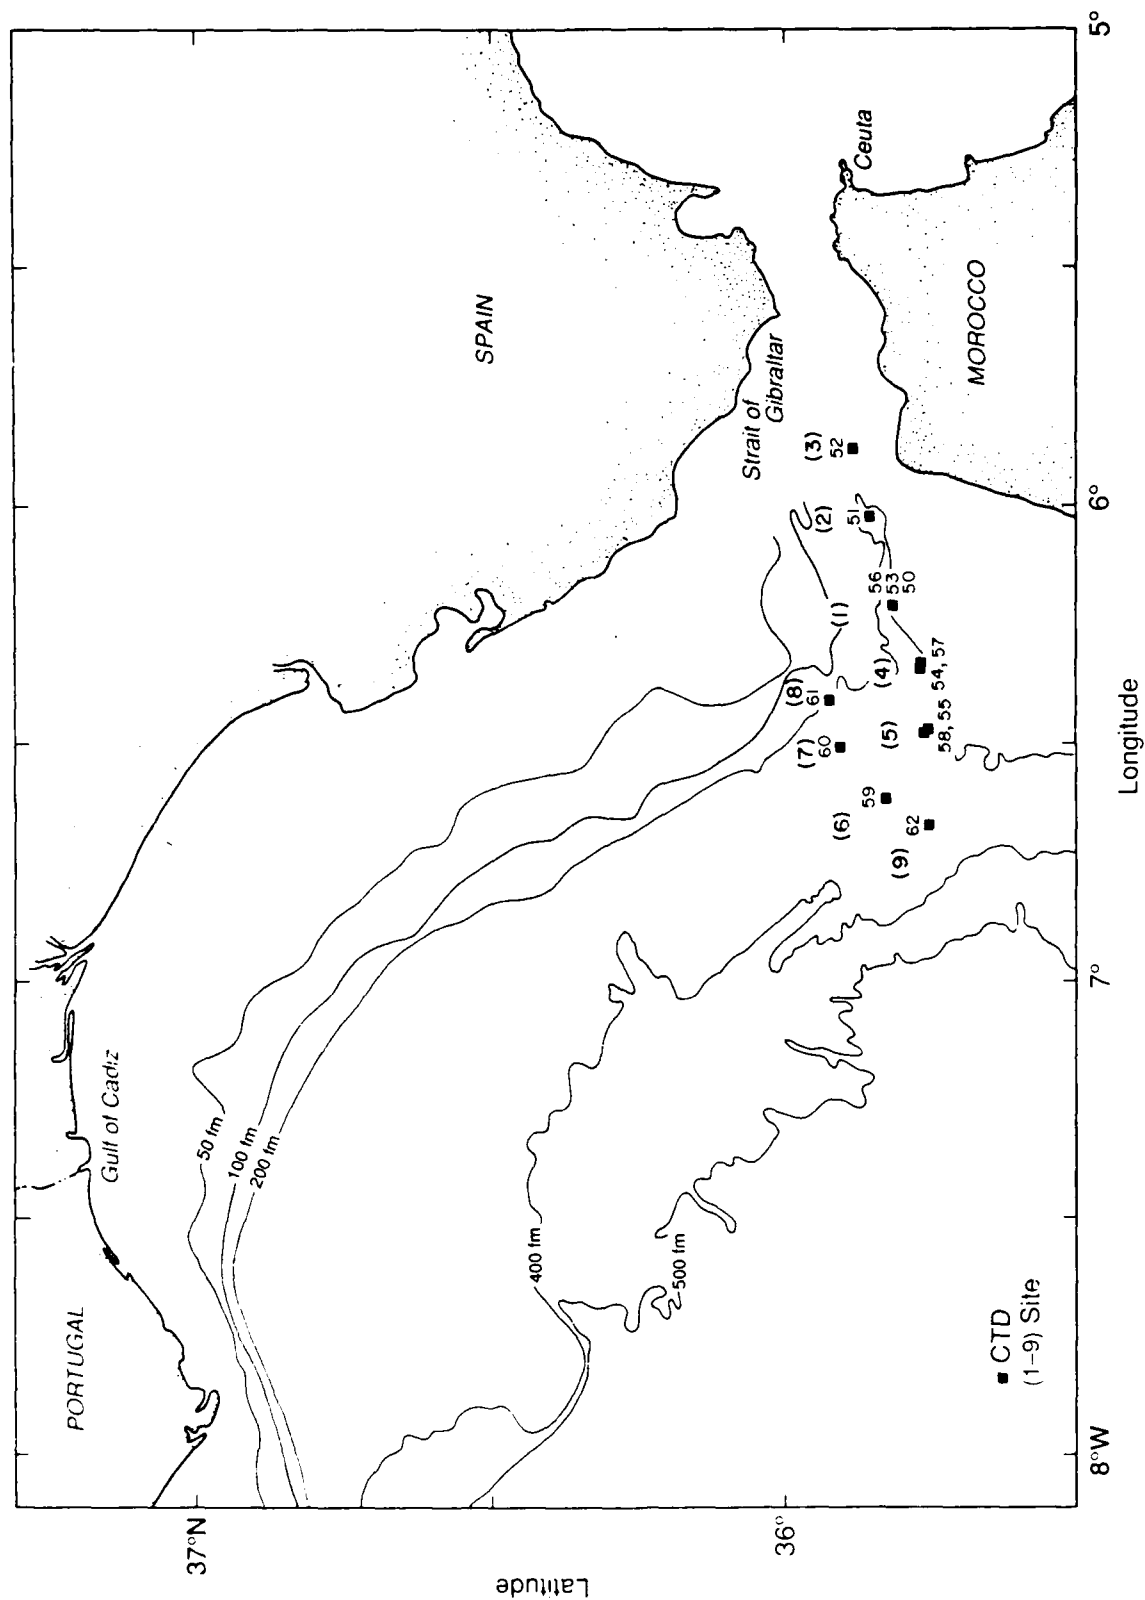 PORTUGAL
Gulf of Cadiz
SPAIN
Strait of
Gibraltar
MOROCCO
Ceuta
50 fm
100 fm
200 fm
400 fm
500 fm
(1)
(2)
51
(3)
52
56
53
50
(4)
54, 57
(5)
58, 55
(6)
59
(7)
60
(8)
61
(9)
62
CTD
(1–9) Site
37°N
36°
Latitude
8°W
7°
6°
5°
Longitude